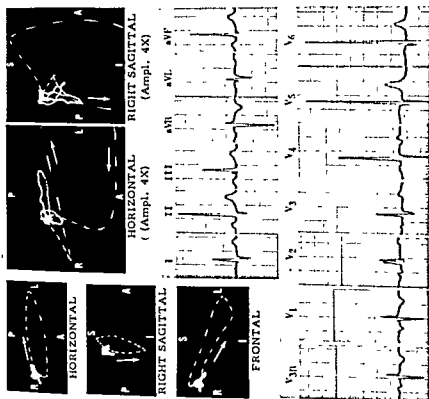 P
R L
A
HORIZONTAL
S
P A
I
RIGHT SAGITTAL
S
R L
I
FRONTAL
P
R L
A
HORIZONTAL
( (Ampl. 4X)
S
P A
I
RIGHT SAGITTAL
(Ampl. 4X)
I II III aVR aVL aVF
V3R V1 V2 V3 V4 V5 V6